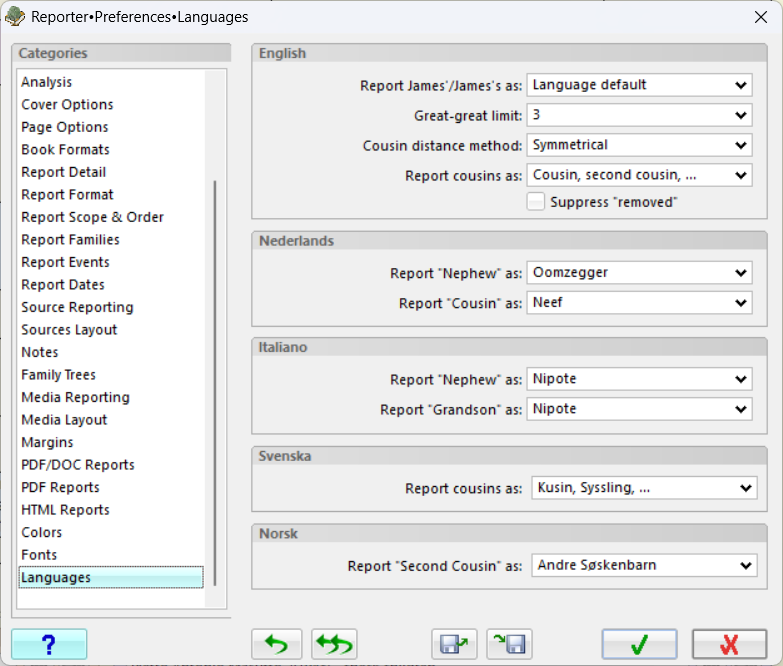 Reporter•Preferences•Languages
Categories
Analysis
Cover Options
Page Options
Book Formats
Report Detail
Report Format
Report Scope & Order
Report Families
Report Events
Report Dates
Source Reporting
Sources Layout
Notes
Family Trees
Media Reporting
Media Layout
Margins
PDF/DOC Reports
PDF Reports
HTML Reports
Colors
Fonts
Languages
English
Report James'/James's as: Language default
Great-great limit: 3
Cousin distance method: Symmetrical
Report cousins as: Cousin, second cousin, ...
Suppress "removed"
Nederlands
Report "Nephew" as: Oomzegger
Report "Cousin" as: Neef
Italiano
Report "Nephew" as: Nipote
Report "Grandson" as: Nipote
Svenska
Report cousins as: Kusin, Syssling, ...
Norsk
Report "Second Cousin" as: Andre Søskenbarn
?